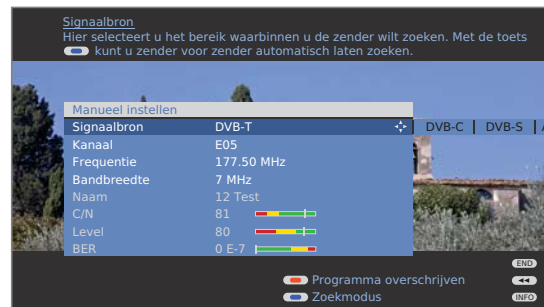 Signaalbron
Hier selecteert u het bereik waarbinnen u de zender wilt zoeken. Met de toets
kunt u zender voor zender automatisch laten zoeken.
Manueel instellen
Signaalbron DVB-T DVB-C DVB-S A
Kanaal E05
Frequentie 177.50 MHz
Bandbreedte 7 MHz
Naam 12 Test
C/N 81
Level 80
BER 0 E-7
END
Programma overschrijven
Zoekmodus INFO